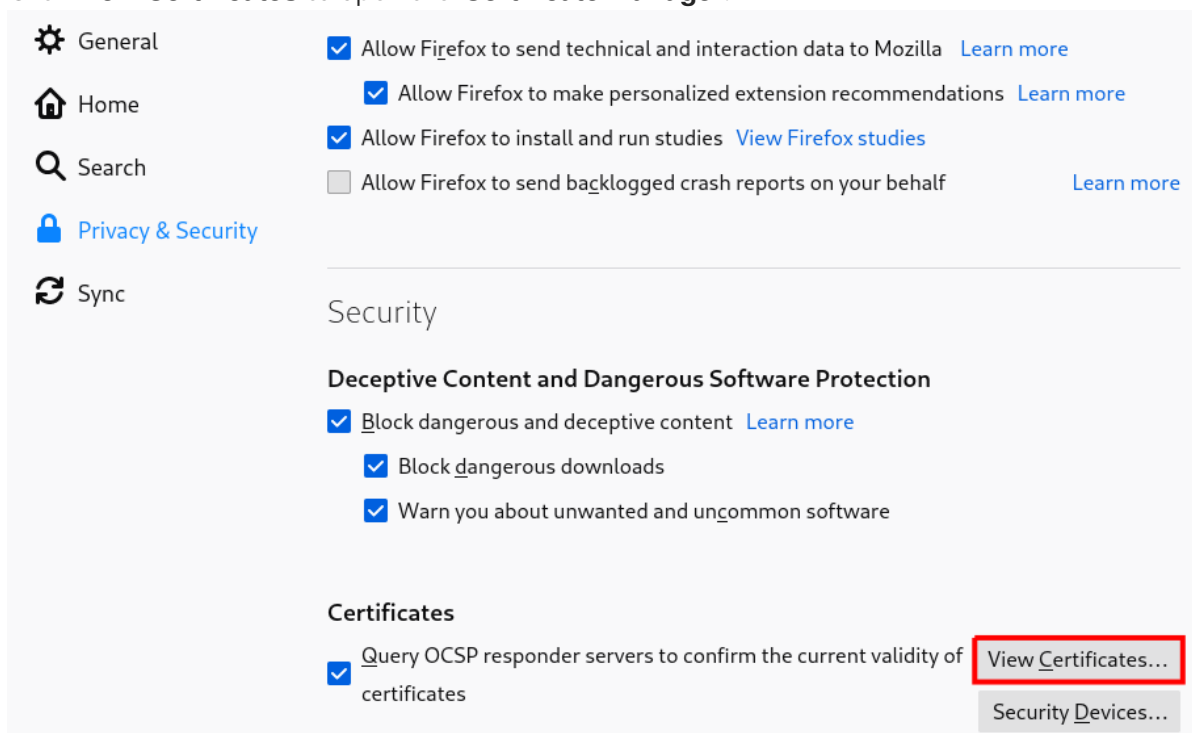 General
Home
Search
Privacy & Security
Sync
Allow Firefox to send technical and interaction data to Mozilla Learn more
Allow Firefox to make personalized extension recommendations Learn more
Allow Firefox to install and run studies View Firefox studies
Allow Firefox to send backlogged crash reports on your behalf Learn more
Security
Deceptive Content and Dangerous Software Protection
Block dangerous and deceptive content Learn more
Block dangerous downloads
Warn you about unwanted and uncommon software
Certificates
Query OCSP responder servers to confirm the current validity of
certificates
View Certificates...
Security Devices...